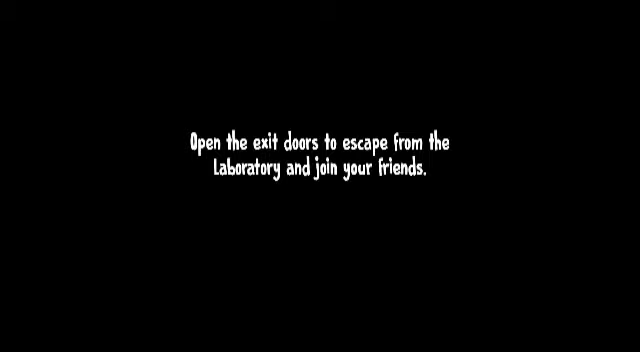 Open the exit doors to escape from the
Laboratory and join your friends.